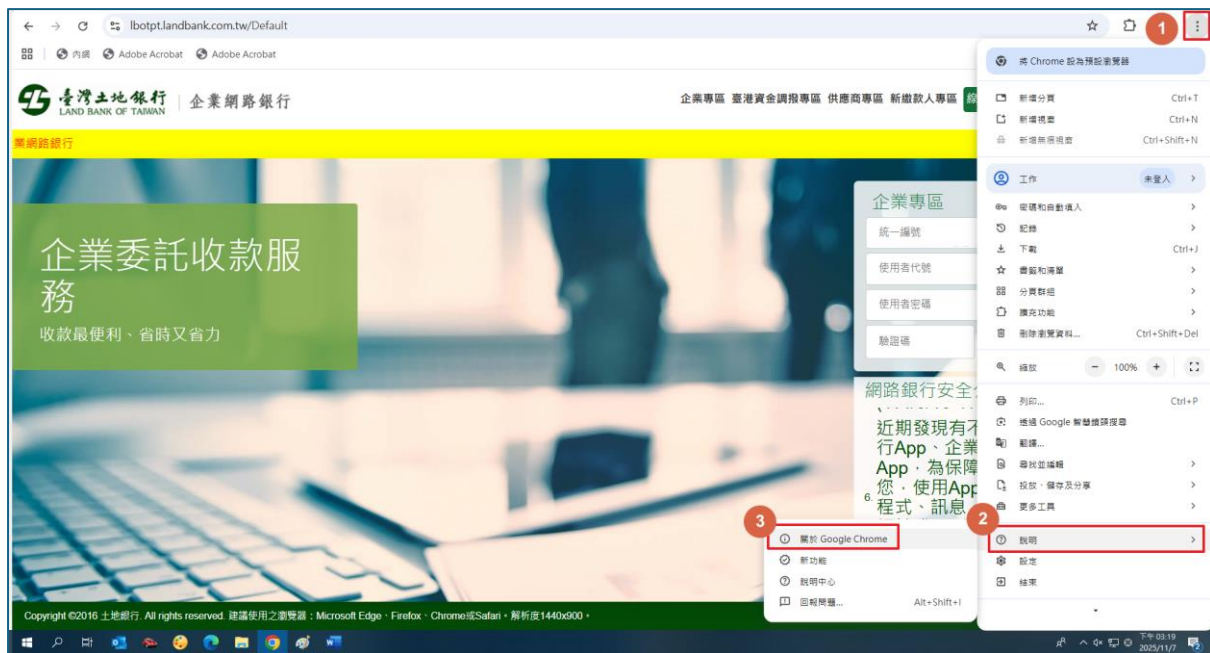 lbotpt.landbank.com.tw/Default
1
內網 Adobe Acrobat Adobe Acrobat
將 Chrome 設為預設瀏覽器
臺灣土地銀行 企業網路銀行
LAND BANK OF TAIWAN
企業專區 臺港資金調撥專區 供應商專區 新繳款人專區
新增分頁 Ctrl+T
新增視窗 Ctrl+N
新增無痕視窗 Ctrl+Shift+N
業網路銀行
工作 未登入
企業專區
密碼和自動填入
統一編號
記錄
下載 Ctrl+J
企業委託收款服
務
收款最便利、省時又省力
使用者代號
書籤和清單
分頁群組
使用者密碼
擴充功能
刪除瀏覽資料... Ctrl+Shift+Del
驗證碼
縮放 - 100% +
網路銀行安全
列印... Ctrl+P
透過 Google 智慧鏡頭搜尋
近期發現有不
行App、企業
App，為保障
您，使用App
6. 程式、訊息
翻譯...
尋找並編輯
投放、儲存及分享
更多工具
2
3
關於 Google Chrome
說明
新功能
設定
說明中心
結束
回報問題... Alt+Shift+I
Copyright ©2016 土地銀行. All rights reserved. 建議使用之瀏覽器：Microsoft Edge、Firefox、Chrome或Safari。解析度1440x900。
下午 03:19
2025/11/7